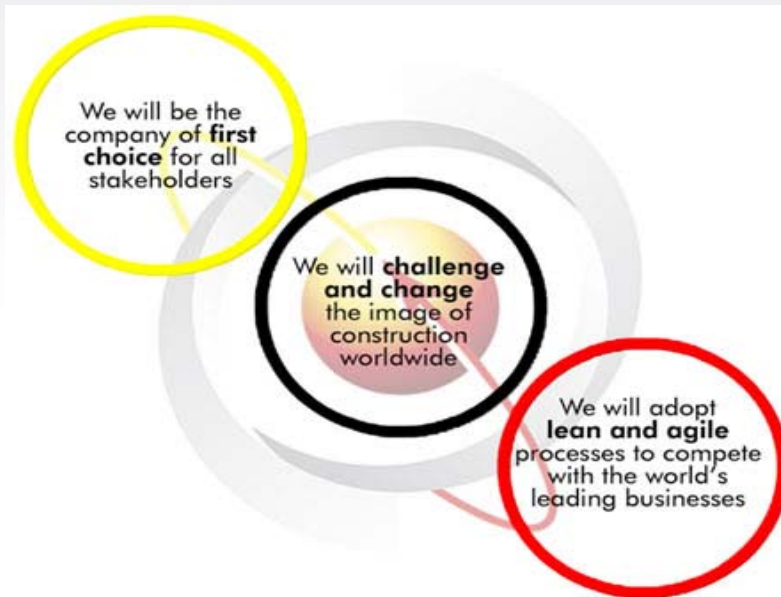 We will be the
company of first
choice for all
stakeholders
We will challenge
and change
the image of
construction
worldwide
We will adopt
lean and agile
processes to compete
with the world's
leading businesses